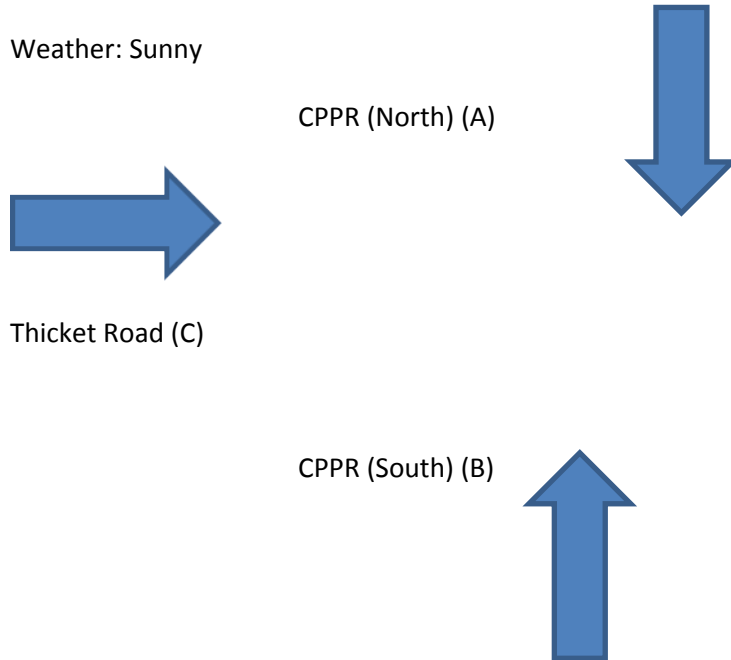 Weather: Sunny
CPPR (North) (A)
Thicket Road (C)
CPPR (South) (B)